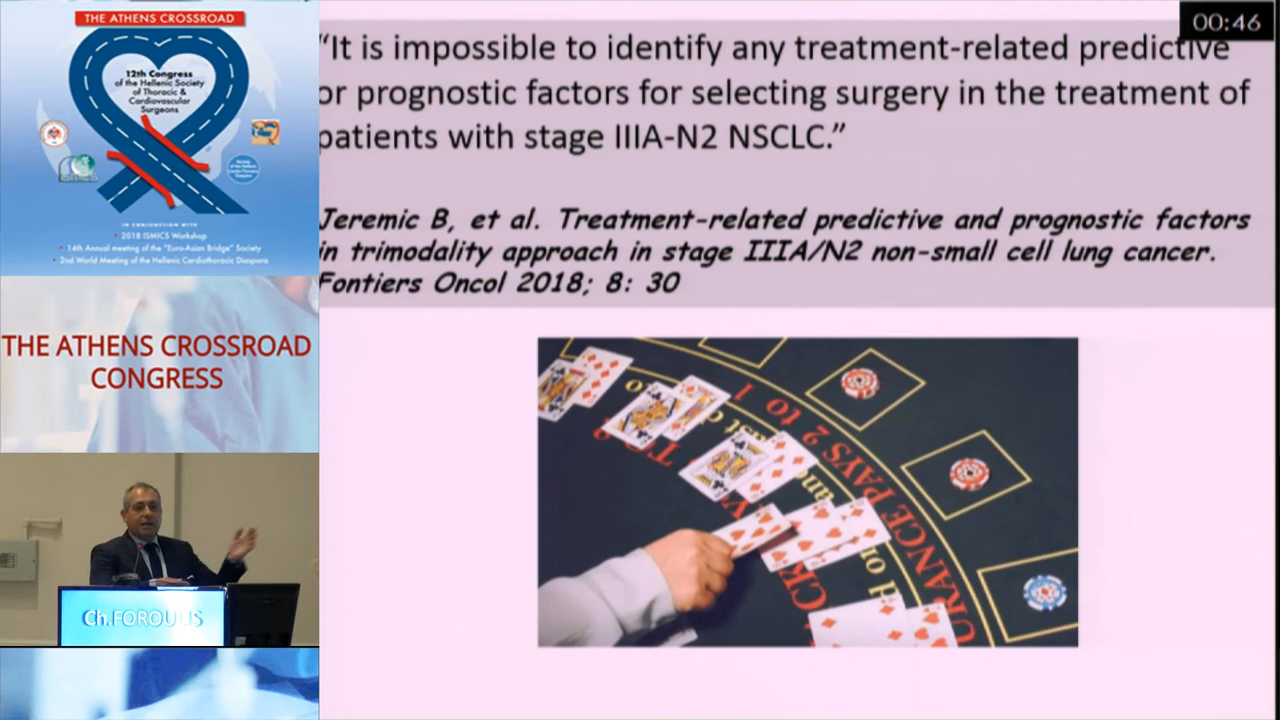 THE ATHENS CROSSROAD
12th Congress
of the Hellenic Society
of Thoracic &
Cardiovascular
Surgeons
ISMICS
IN CONJUNCTION WITH
• 2018 ISMICS Workshop
• 14th Annual meeting of the "Euro-Asian Bridge" Society
• 2nd World Meeting of the Hellenic Cardiothoracic Diaspora
THE ATHENS CROSSROAD
CONGRESS
Ch.FOROULIS
00:46
“It is impossible to identify any treatment-related predictive
or prognostic factors for selecting surgery in the treatment of
patients with stage IIIA-N2 NSCLC.”
Jeremic B, et al. Treatment-related predictive and prognostic factors
in trimodality approach in stage IIIA/N2 non-small cell lung cancer.
Fontiers Oncol 2018; 8: 30
PAYS 2 to 1